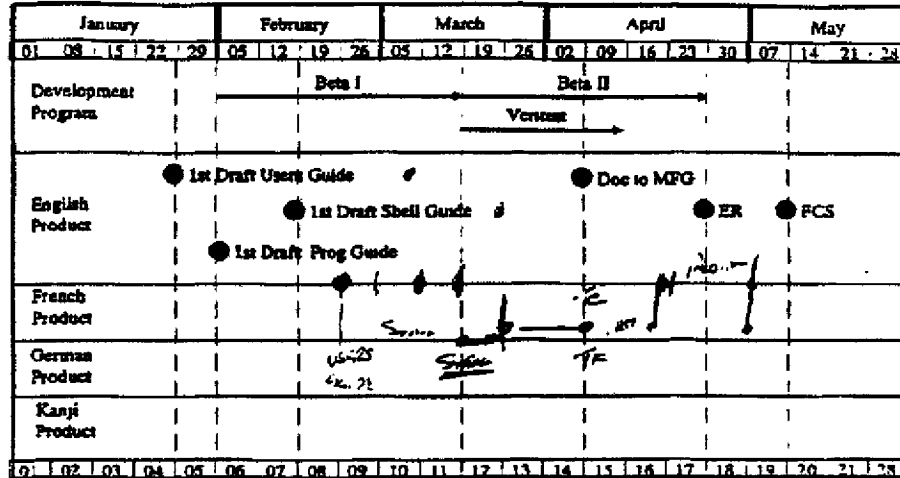 January February March April May
01 08 15 22 29 05 12 19 26 05 12 19 26 02 09 16 23 30 07 14 21 28
Development Program
Beta I Beta II
English Product
1st Draft Users Guide Doc to MFG
1st Draft Shell Guide ER FCS
1st Draft Prog Guide
French Product
German Product
TF
Kanji Product
01 02 03 04 05 06 07 08 09 10 11 12 13 14 15 16 17 18 19 20 21